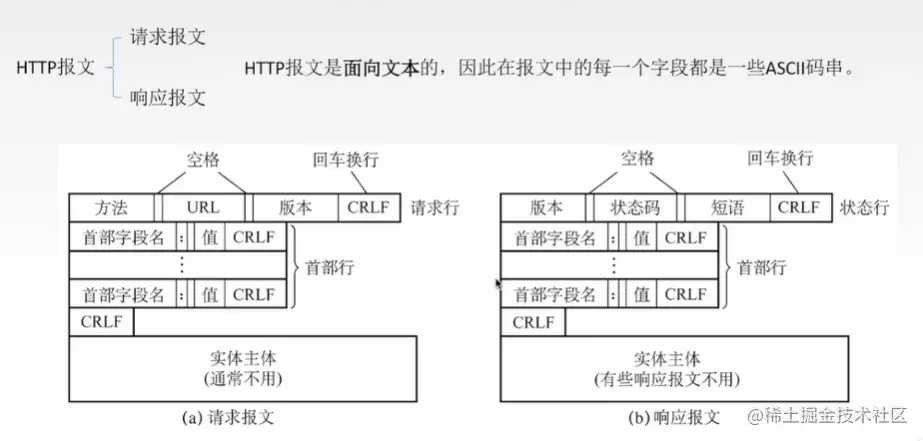 请求报文
HTTP报文
HTTP报文是面向文本的，因此在报文中的每一个字段都是一些ASCII码串。
响应报文
空格 回车换行
方法 URL 版本 CRLF 请求行
首部字段名 : 值 CRLF
⋮
首部行
首部字段名 : 值 CRLF
CRLF
实体主体
(通常不用)
(a) 请求报文
空格 回车换行
版本 状态码 短语 CRLF 状态行
首部字段名 : 值 CRLF
⋮
首部行
首部字段名 : 值 CRLF
CRLF
实体主体
(有些响应报文不用)
(b) 响应报文
@稀土掘金技术社区